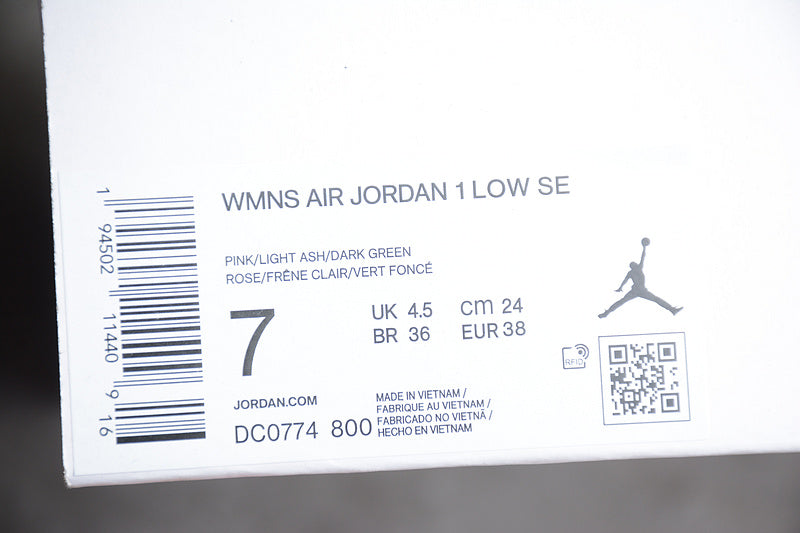 WMNS AIR JORDAN 1 LOW SE
PINK/LIGHT ASH/DARK GREEN
ROSE/FRÊNE CLAIR/VERT FONCÉ
7
UK 4.5 cm 24
BR 36 EUR 38
RFID
JORDAN.COM
DC0774 800
MADE IN VIETNAM /
FABRIQUE AU VIETNAM /
FABRICADO NO VIETNÃ /
HECHO EN VIETNAM
1 94502 11440 9 16